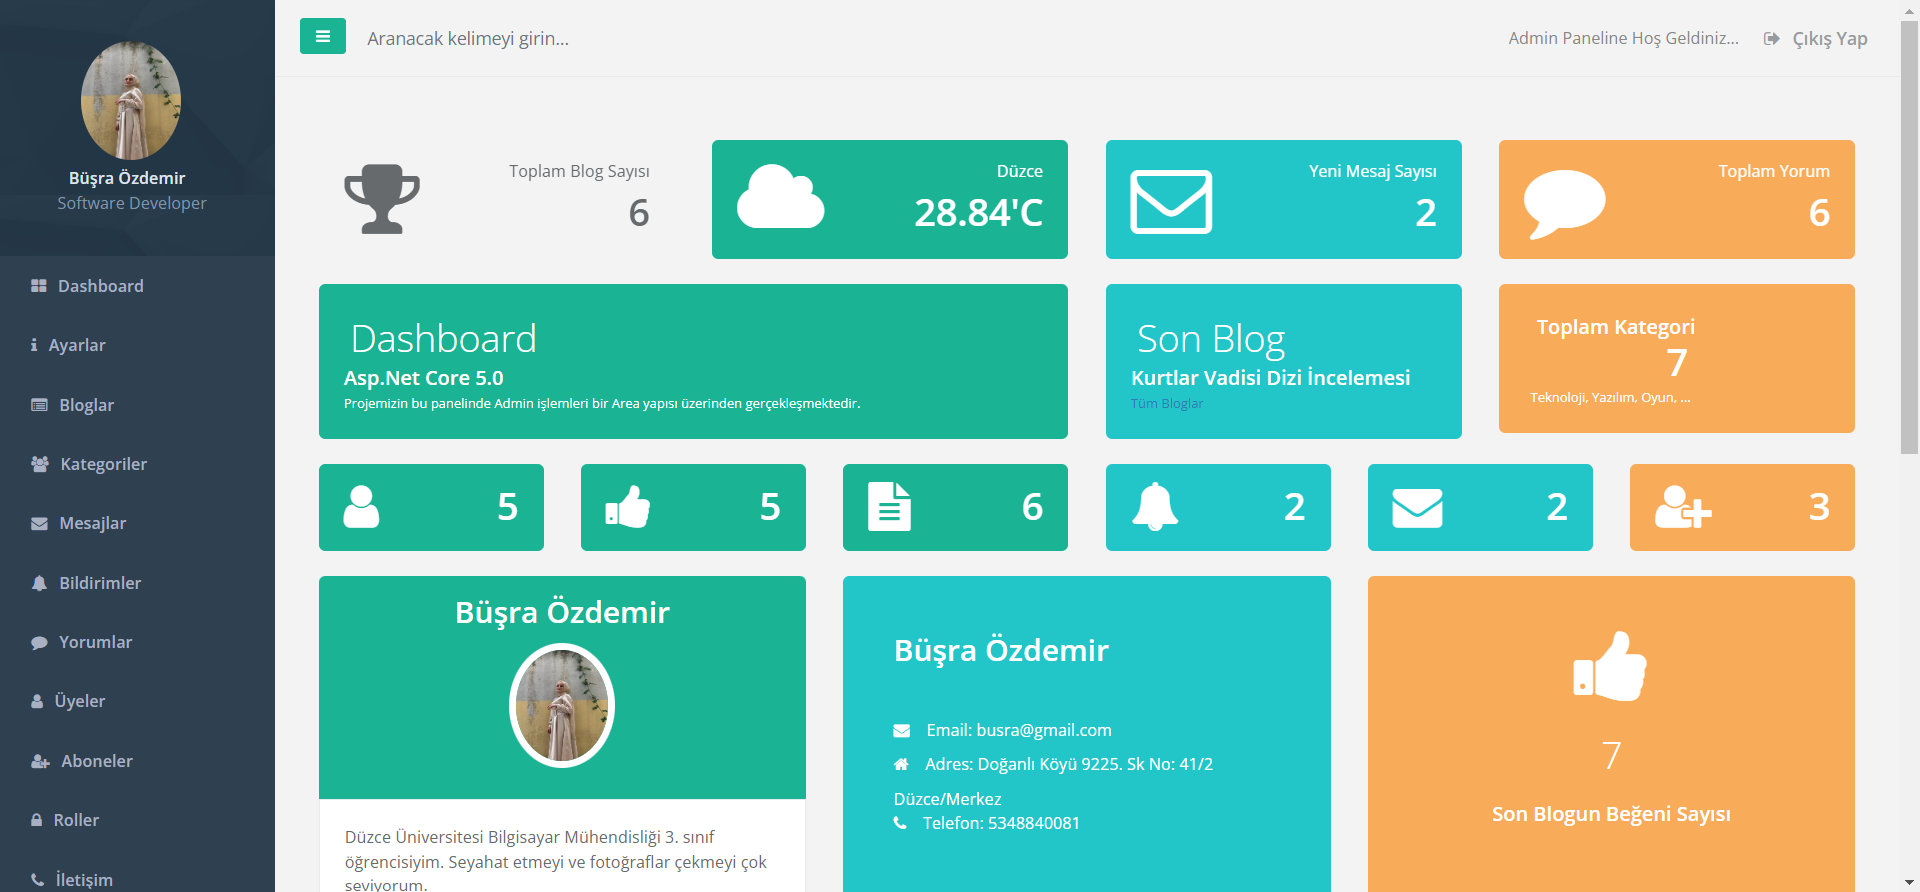 Büşra Özdemir
Software Developer
Dashboard
Ayarlar
Bloglar
Kategoriler
Mesajlar
Bildirimler
Yorumlar
Üyeler
Aboneler
Roller
İletişim
Aranacak kelimeyi girin...
Admin Paneline Hoş Geldiniz...
Çıkış Yap
Toplam Blog Sayısı
6
Düzce
28.84'C
Yeni Mesaj Sayısı
2
Toplam Yorum
6
Dashboard
Asp.Net Core 5.0
Projemizin bu panelinde Admin işlemleri bir Area yapısı üzerinden gerçekleşmektedir.
Son Blog
Kurtlar Vadisi Dizi İncelemesi
Tüm Bloglar
Toplam Kategori
7
Teknoloji, Yazılım, Oyun, ...
5
5
6
2
2
3
Büşra Özdemir
Düzce Üniversitesi Bilgisayar Mühendisliği 3. sınıf
öğrencisiyim. Seyahat etmeyi ve fotoğraflar çekmeyi çok
seviyorum.
Büşra Özdemir
Email: busra@gmail.com
Adres: Doğanlı Köyü 9225. Sk No: 41/2
Düzce/Merkez
Telefon: 5348840081
7
Son Blogun Beğeni Sayısı